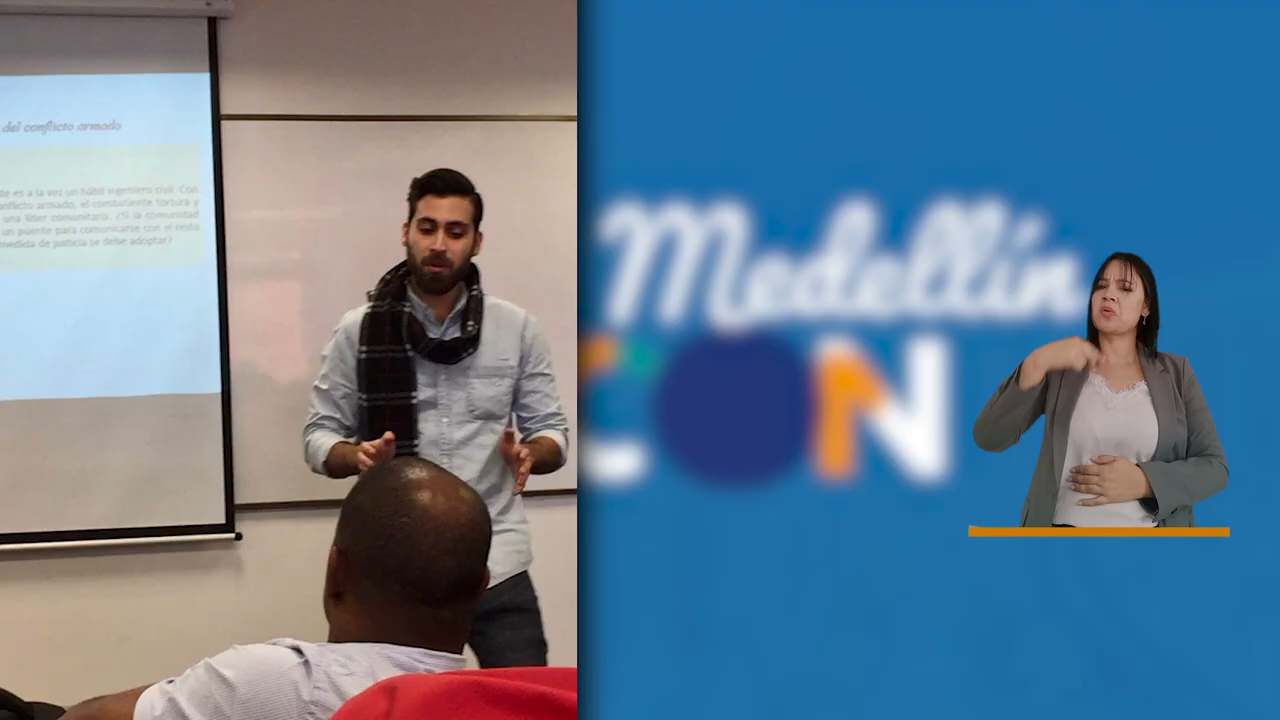 del conflicto armado
te es a la vez un hábil ingeniero civil. Con
nflicto armado, el combatiente tortura y
una líder comunitaria. ¿Si la comunidad
un puente para comunicarse con el resto
medida de justicia se debe adoptar?
Medellín
CON